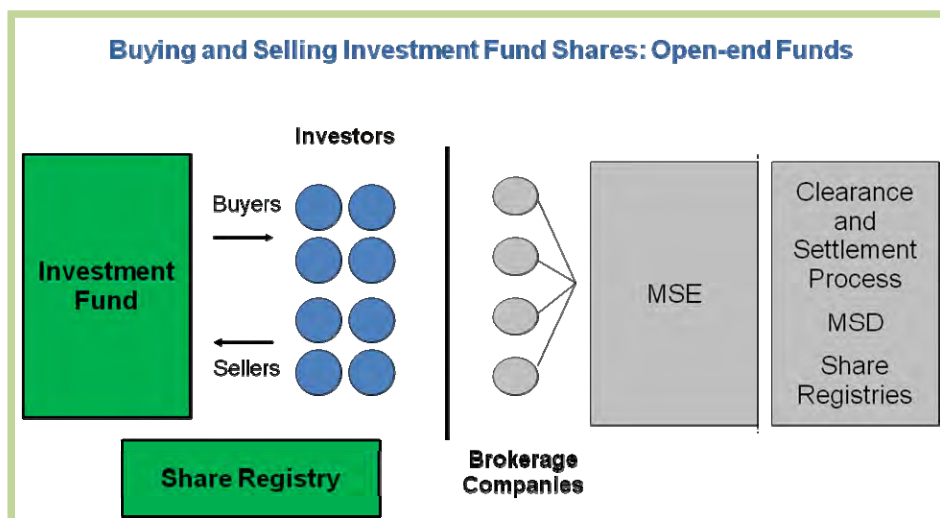 Buying and Selling Investment Fund Shares: Open-end Funds
Investors
Buyers
Investment
Fund
Sellers
Share Registry
Brokerage
Companies
MSE
Clearance
and
Settlement
Process
MSD
Share
Registries